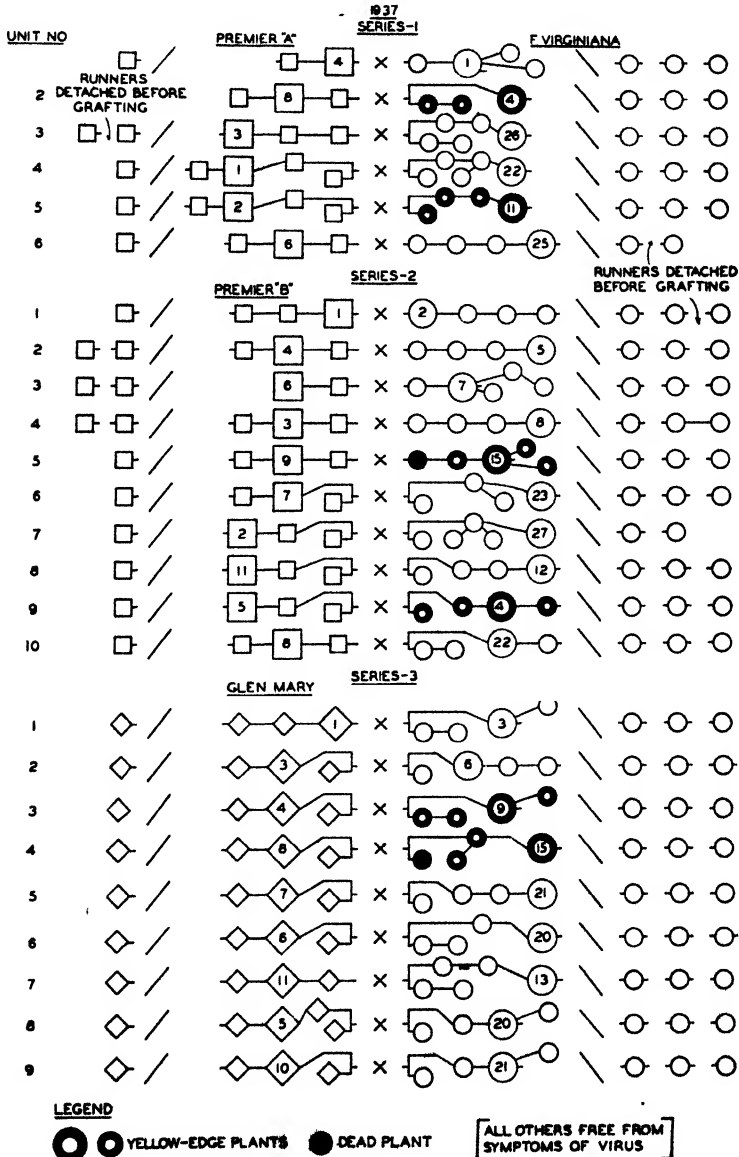 1937
SERIES-1
UNIT NO PREMIER "A" F. VIRGINIANA
4 1
RUNNERS
DETACHED BEFORE
GRAFTING
2 8 4
3 3 26
4 1 22
5 2 11
6 6 25
RUNNERS DETACHED
BEFORE GRAFTING
SERIES-2
PREMIER "B"
1 1 2
2 4 5
3 6 7
4 3 8
5 9 15
6 7 23
7 2 27
8 11 12
9 5 4
10 8 22
SERIES-3
GLEN MARY
1 1 3
2 3 6
3 4 9
4 8 15
5 7 21
6 6 20
7 11 13
8 5 20
9 10 21
LEGEND
YELLOW-EDGE PLANTS DEAD PLANT
ALL OTHERS FREE FROM
SYMPTOMS OF VIRUS